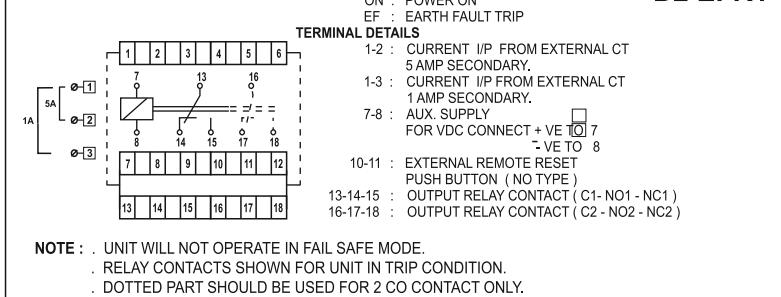 ON : POWER ON
EF : EARTH FAULT TRIP
TERMINAL DETAILS
1-2 : CURRENT I/P FROM EXTERNAL CT
5 AMP SECONDARY.
1-3 : CURRENT I/P FROM EXTERNAL CT
1 AMP SECONDARY.
7-8 : AUX. SUPPLY
FOR VDC CONNECT + VE TO 7
- VE TO 8
10-11 : EXTERNAL REMOTE RESET
PUSH BUTTON ( NO TYPE )
13-14-15 : OUTPUT RELAY CONTACT ( C1- NO1 - NC1 )
16-17-18 : OUTPUT RELAY CONTACT ( C2 - NO2 - NC2 )
1 2 3 4 5 6
7 13 16
1
5A
2
1A
3
8 14 15 17 18
7 8 9 10 11 12
13 14 15 16 17 18
NOTE : . UNIT WILL NOT OPERATE IN FAIL SAFE MODE.
. RELAY CONTACTS SHOWN FOR UNIT IN TRIP CONDITION.
. DOTTED PART SHOULD BE USED FOR 2 CO CONTACT ONLY.